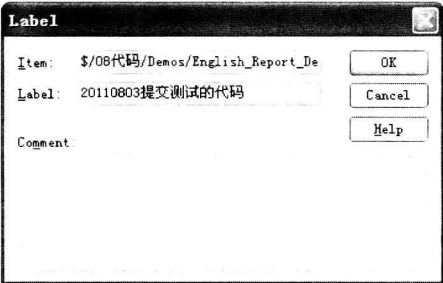 Label
Item: $/08代码/Demos/English_Report_De
OK
Label: 20110803提交测试的代码
Cancel
Help
Comment: